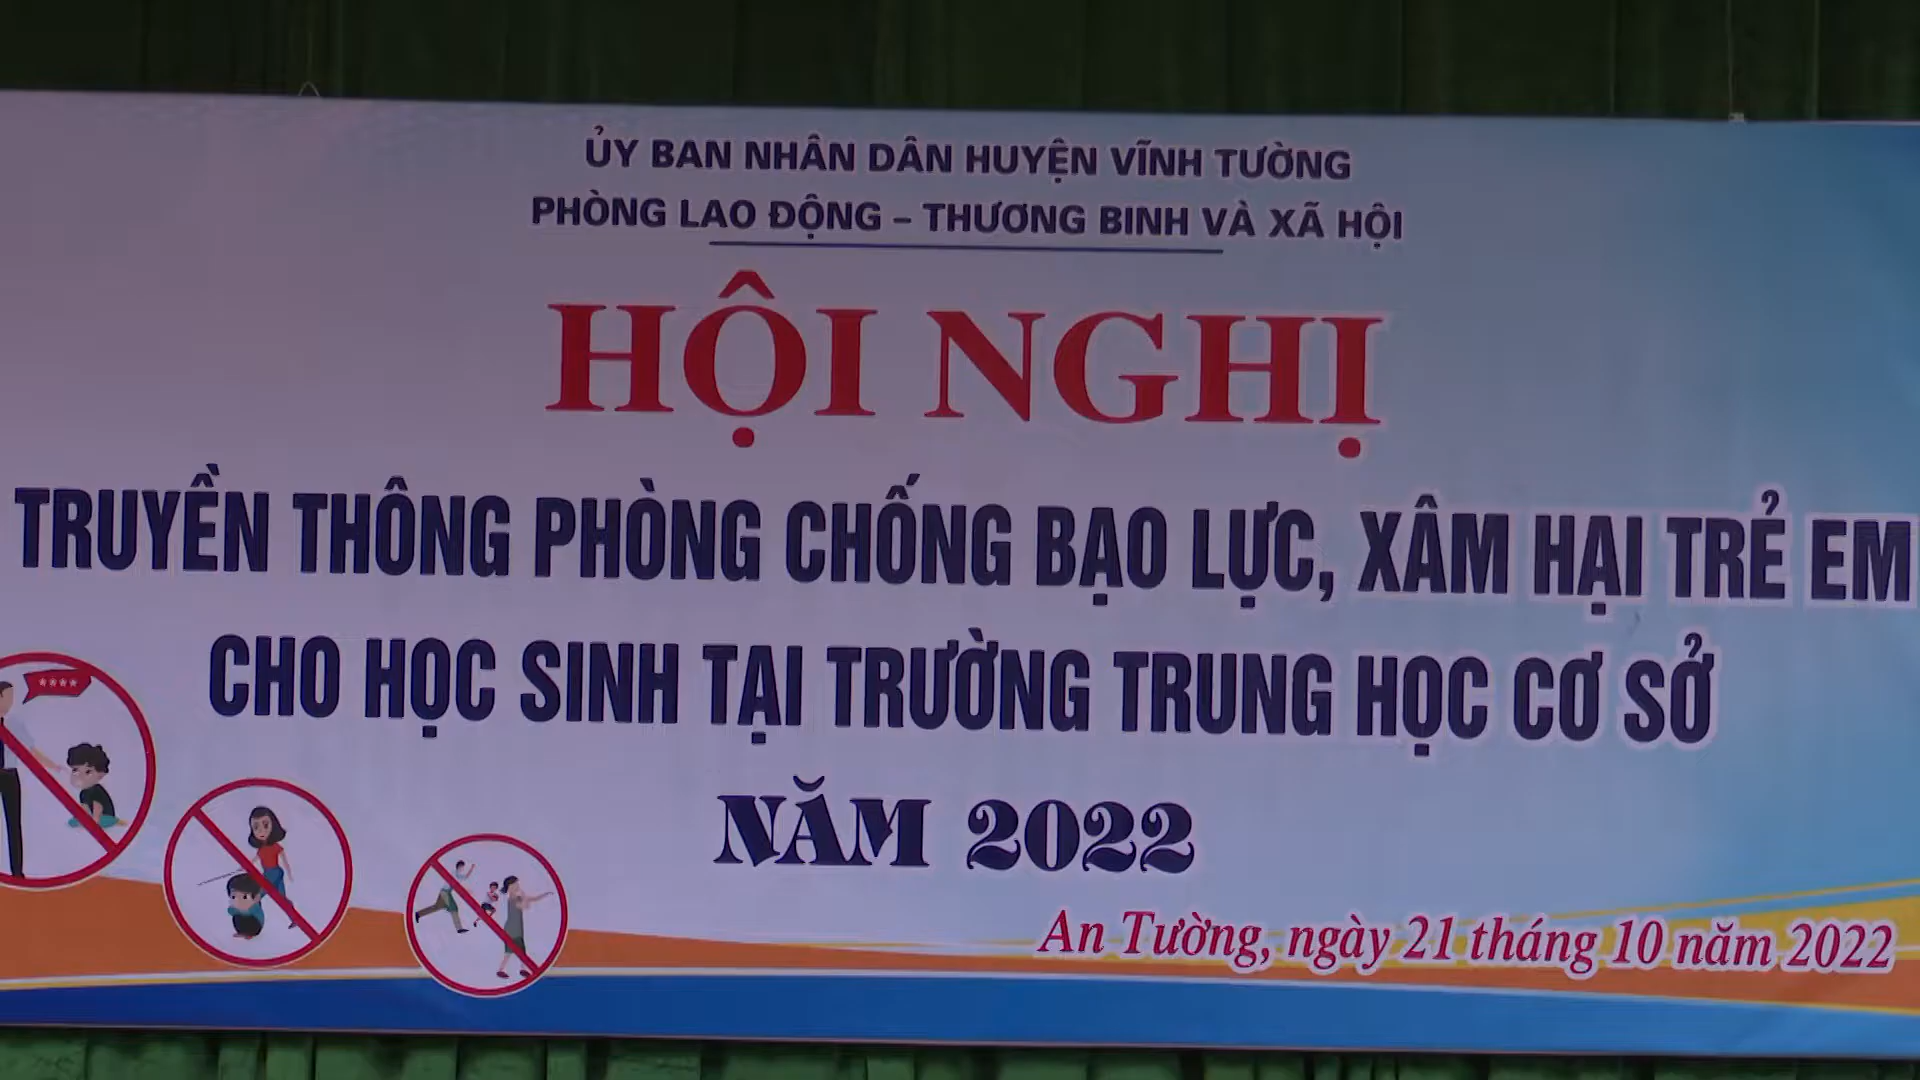 ỦY BAN NHÂN DÂN HUYỆN VĨNH TƯỜNG
PHÒNG LAO ĐỘNG – THƯƠNG BINH VÀ XÃ HỘI
HỘI NGHỊ
TRUYỀN THÔNG PHÒNG CHỐNG BẠO LỰC, XÂM HẠI TRẺ EM
CHO HỌC SINH TẠI TRƯỜNG TRUNG HỌC CƠ SỞ
NĂM 2022
An Tường, ngày 21 tháng 10 năm 2022